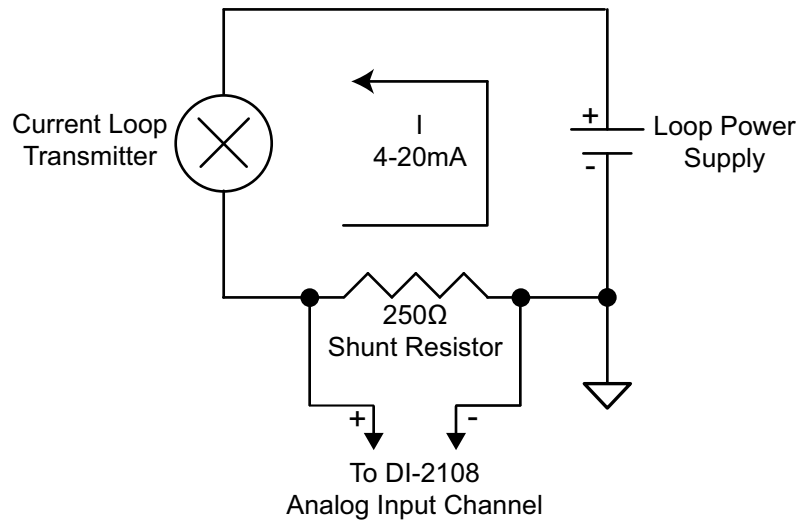 Current Loop
Transmitter
I
4-20mA
+
-
Loop Power
Supply
250Ω
Shunt Resistor
+
-
To DI-2108
Analog Input Channel